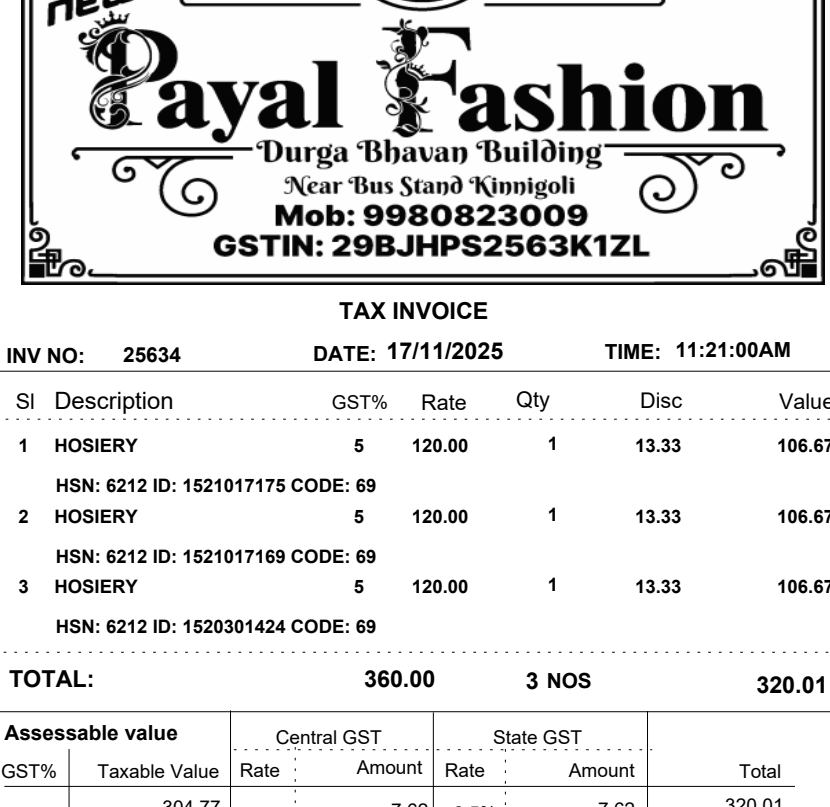 new
Payal Fashion
Durga Bhavan Building
Near Bus Stand Kinnigoli
Mob: 9980823009
GSTIN: 29BJHPS2563K1ZL
TAX INVOICE
INV NO: 25634 DATE: 17/11/2025 TIME: 11:21:00AM
Sl Description GST% Rate Qty Disc Value
1 HOSIERY 5 120.00 1 13.33 106.67
HSN: 6212 ID: 1521017175 CODE: 69
2 HOSIERY 5 120.00 1 13.33 106.67
HSN: 6212 ID: 1521017169 CODE: 69
3 HOSIERY 5 120.00 1 13.33 106.67
HSN: 6212 ID: 1520301424 CODE: 69
TOTAL: 360.00 3 NOS 320.01
Assessable value Central GST State GST
GST% Taxable Value Rate Amount Rate Amount Total
304.77 7.62 7.62 320.01